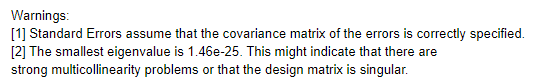 Warnings:
[1] Standard Errors assume that the covariance matrix of the errors is correctly specified.
[2] The smallest eigenvalue is 1.46e-25. This might indicate that there are
strong multicollinearity problems or that the design matrix is singular.